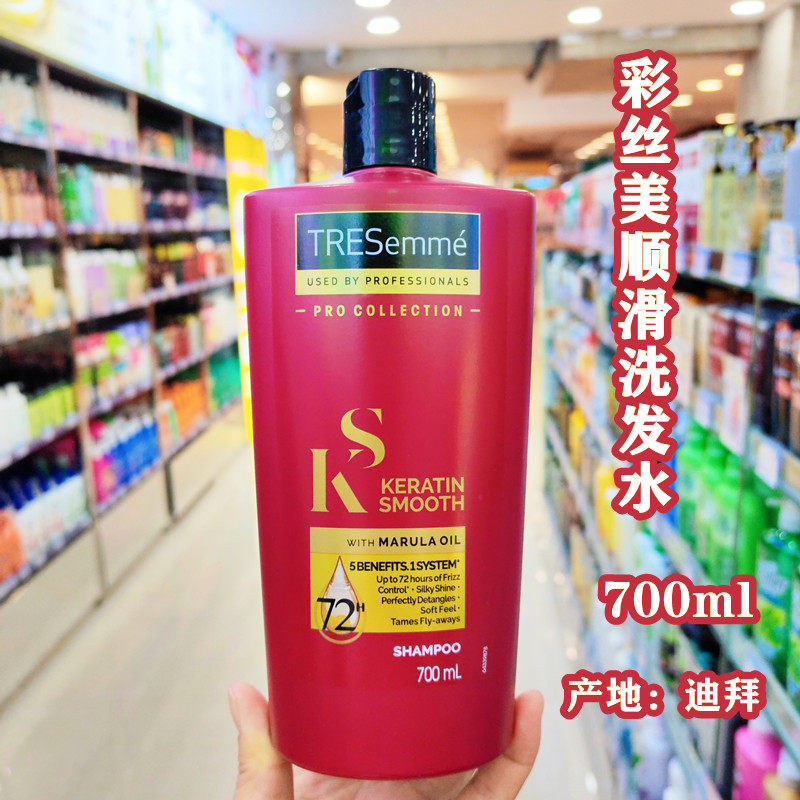 TRESemmé
USED BY PROFESSIONALS
PRO COLLECTION
KS
KERATIN
SMOOTH
WITH MARULA OIL
5 BENEFITS. 1 SYSTEM*
Up to 72 hours of Frizz
Control* • Silky Shine •
Perfectly Detangles •
Soft Feel •
Tames Fly-aways
72H
SHAMPOO
700 mL
彩丝美顺滑洗发水
700ml
产地：迪拜